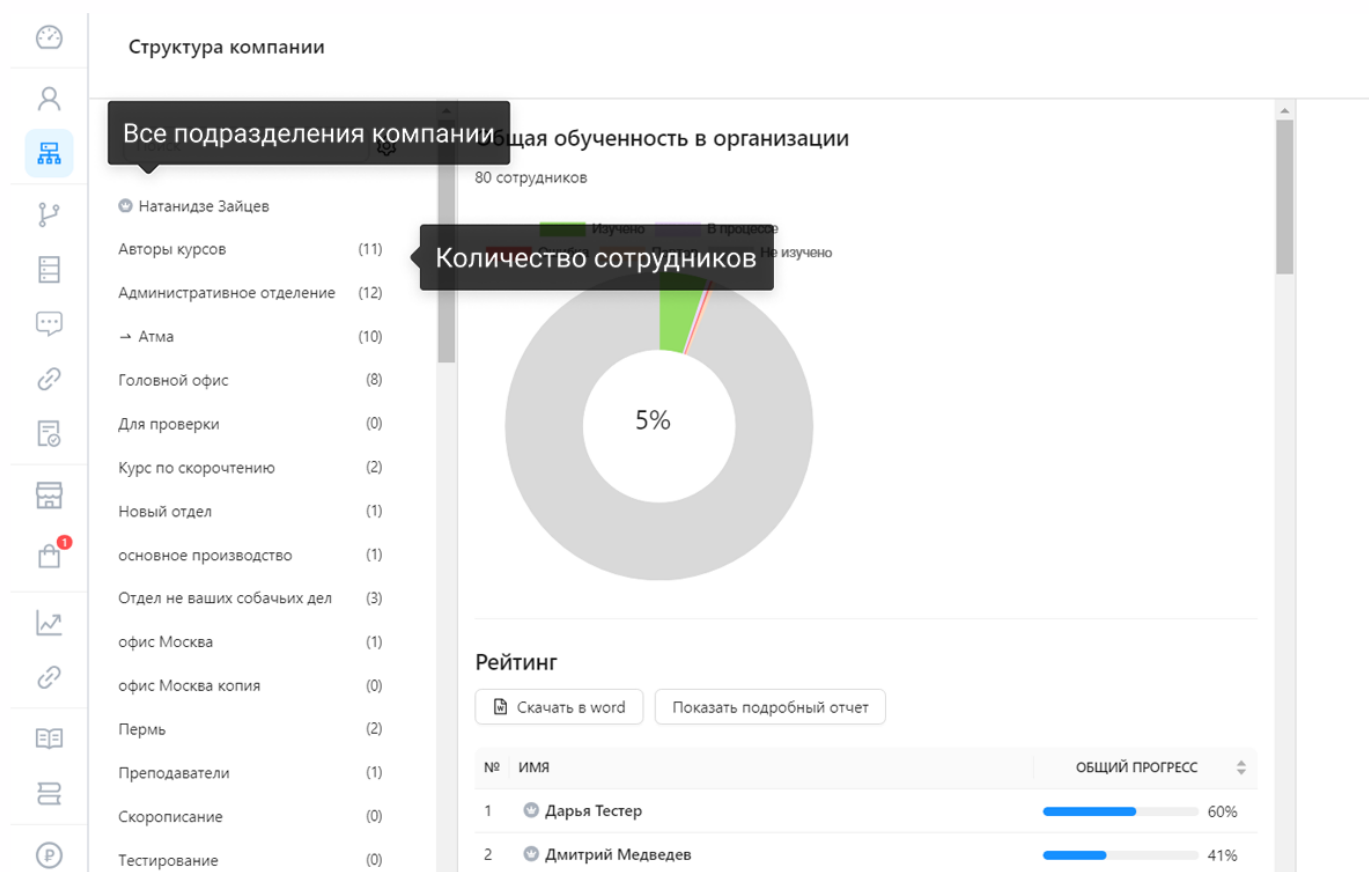 Структура компании
Все подразделения компании
Общая обученность в организации
80 сотрудников
Натанидзе Зайцев
Изучено
В процессе
Не изучено
Авторы курсов (11)
Количество сотрудников
Административное отделение (12)
→ Атма (10)
Головной офис (8)
5%
Для проверки (0)
Курс по скорочтению (2)
Новый отдел (1)
1
основное производство (1)
Отдел не ваших собачьих дел (3)
офис Москва (1)
Рейтинг
офис Москва копия (0)
Скачать в word
Показать подробный отчет
Пермь (2)
№ ИМЯ ОБЩИЙ ПРОГРЕСС
Преподаватели (1)
1 Дарья Тестер 60%
Скорописание (0)
2 Дмитрий Медведев 41%
Тестирование (0)